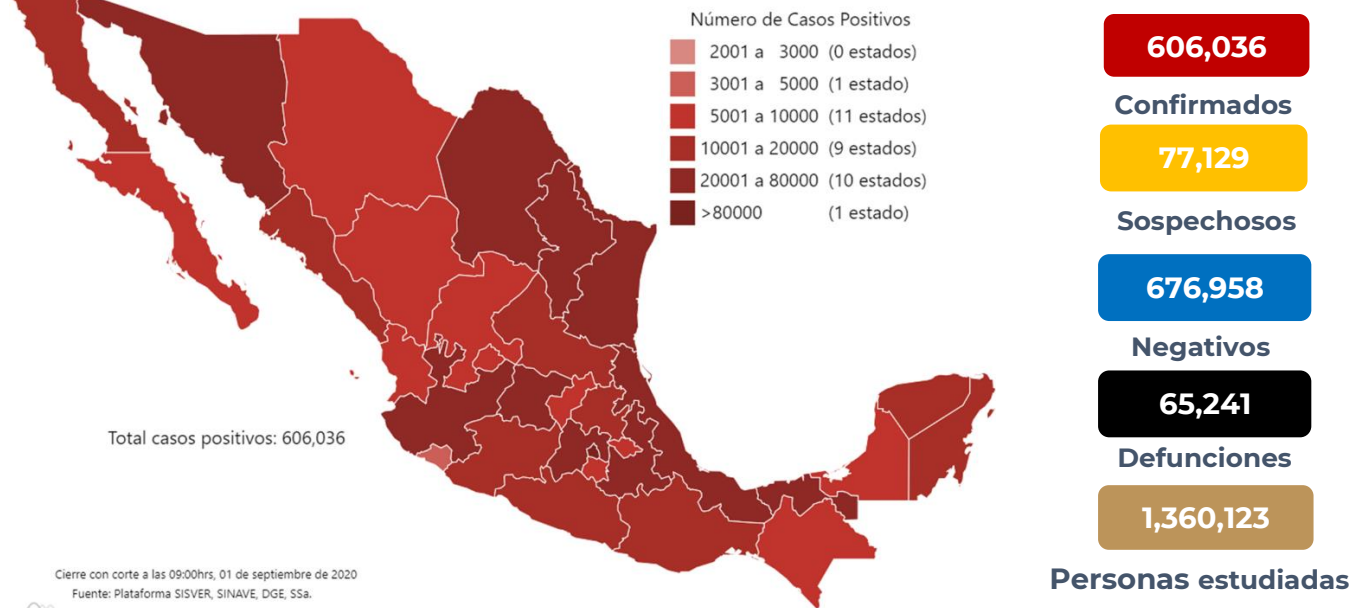 Número de Casos Positivos
2001 a 3000 (0 estados)
3001 a 5000 (1 estado)
5001 a 10000 (11 estados)
10001 a 20000 (9 estados)
20001 a 80000 (10 estados)
>80000 (1 estado)
Total casos positivos: 606,036
Cierre con corte a las 09:00hrs, 01 de septiembre de 2020
Fuente: Plataforma SISVER, SINAVE, DGE, SSa.
606,036
Confirmados
77,129
Sospechosos
676,958
Negativos
65,241
Defunciones
1,360,123
Personas estudiadas